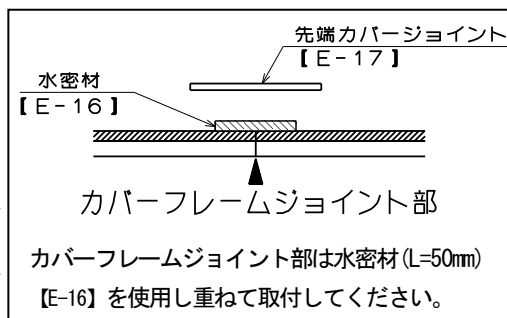 先端カバージョイント
【E-17】
水密材
【E-16】
カバーフレームジョイント部
カバーフレームジョイント部は水密材(L=50mm)
【E-16】を使用し重ねて取付してください。